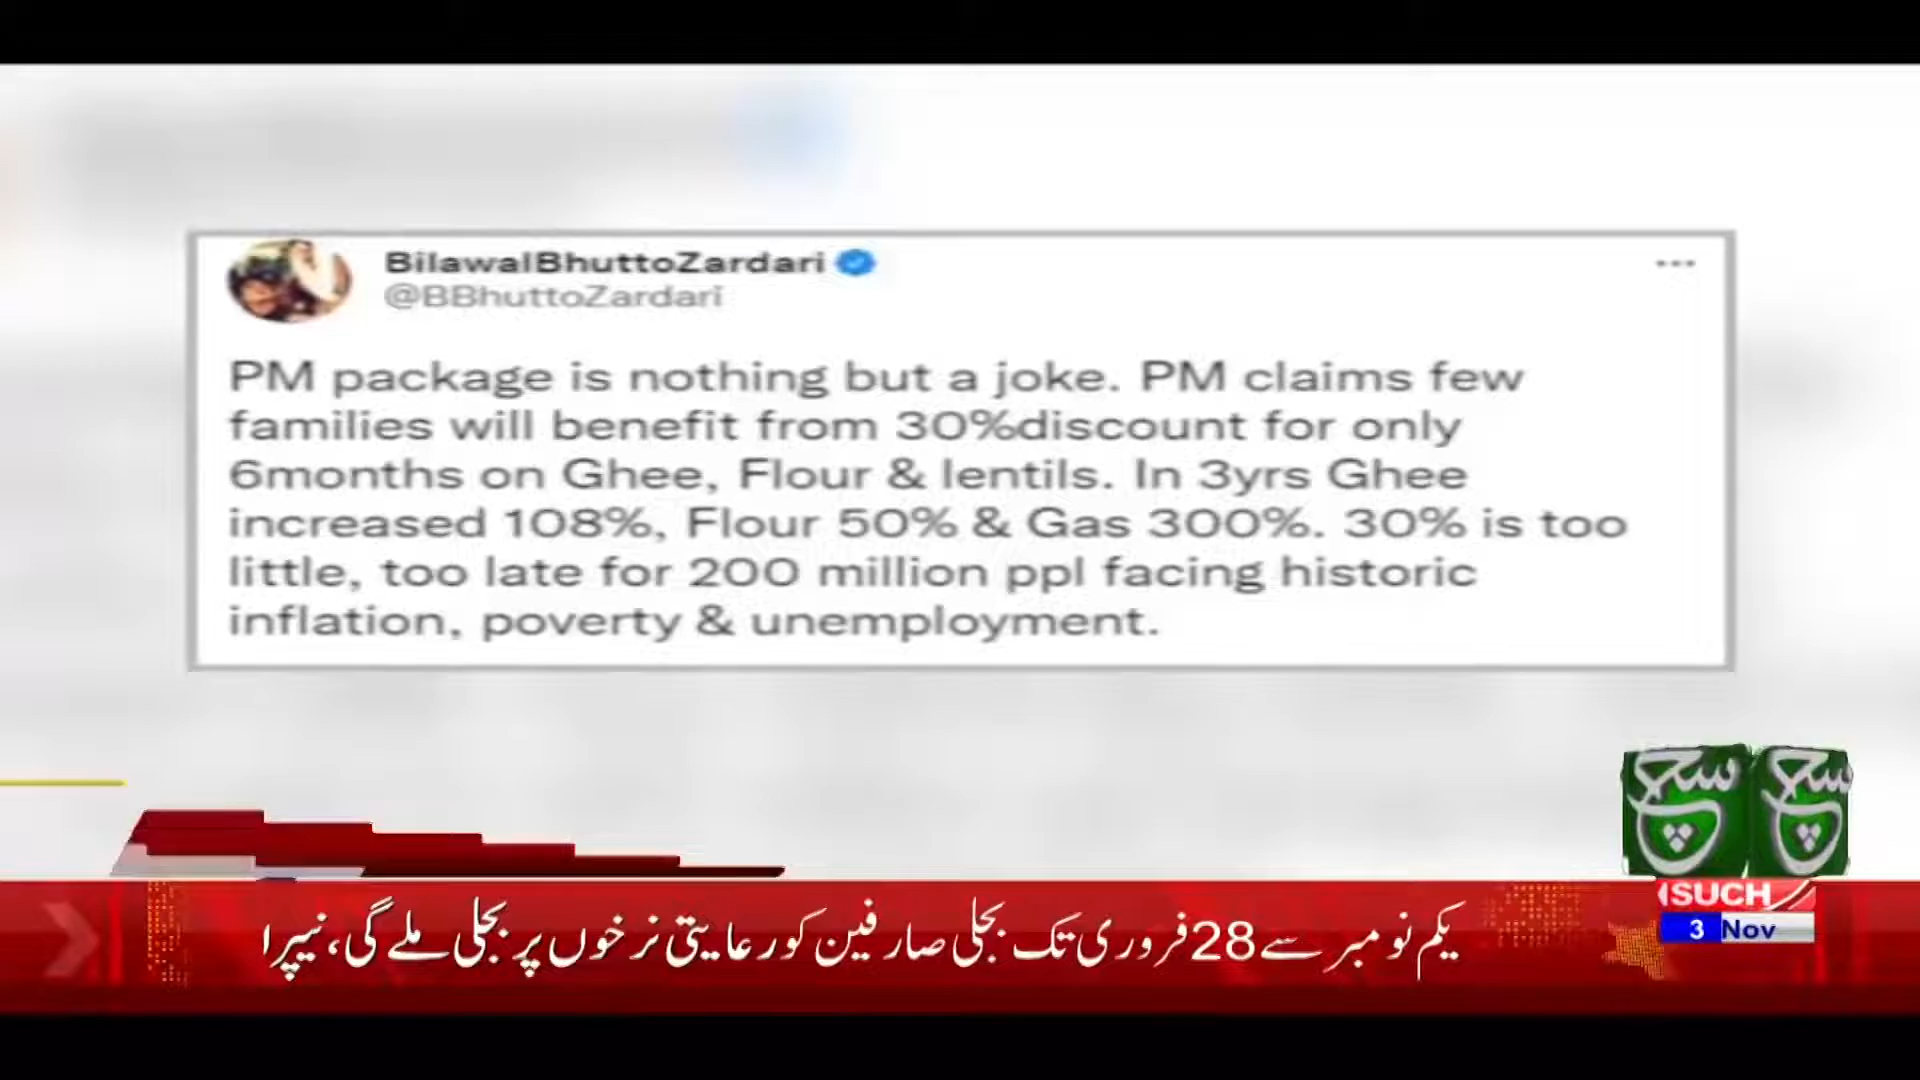 BilawalBhuttoZardari
@BBhuttoZardari
PM package is nothing but a joke. PM claims few
families will benefit from 30%discount for only
6months on Ghee, Flour & lentils. In 3yrs Ghee
increased 108%, Flour 50% & Gas 300%. 30% is too
little, too late for 200 million ppl facing historic
inflation, poverty & unemployment.
سچ سچ
SUCH
3 Nov
یکم نومبر سے 28 فروری تک بجلی صارفین کو رعایتی نرخوں پر بجلی ملے گی، نیپرا